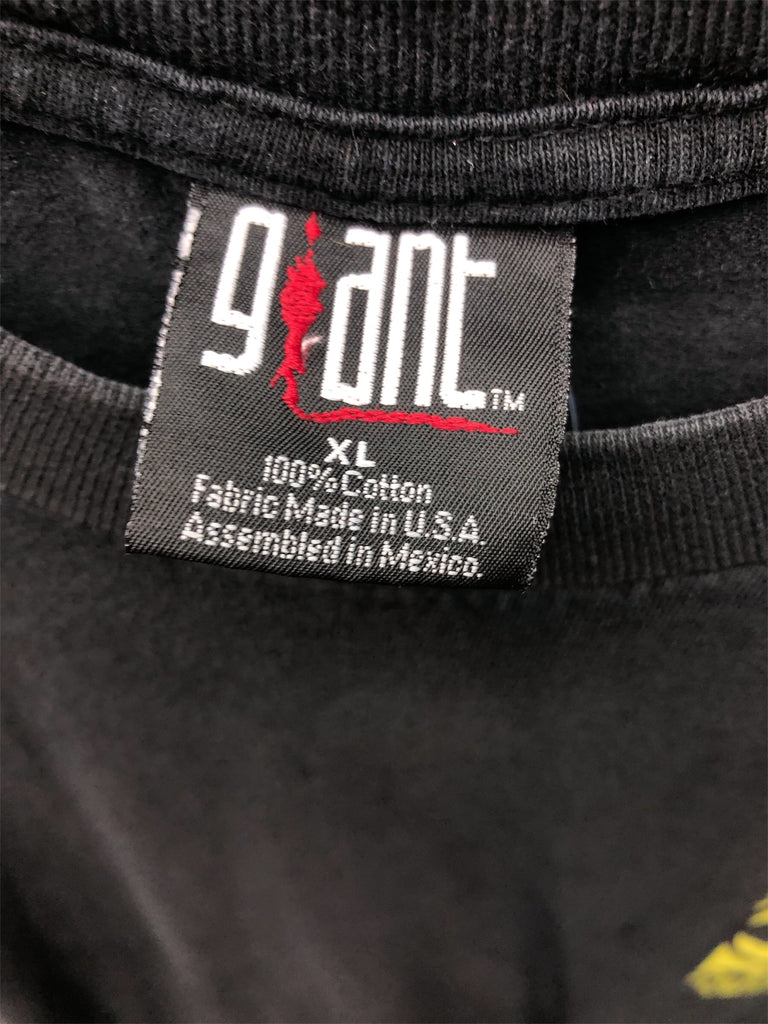 giant™
XL
100% Cotton
Fabric Made in U.S.A.
Assembled in Mexico.